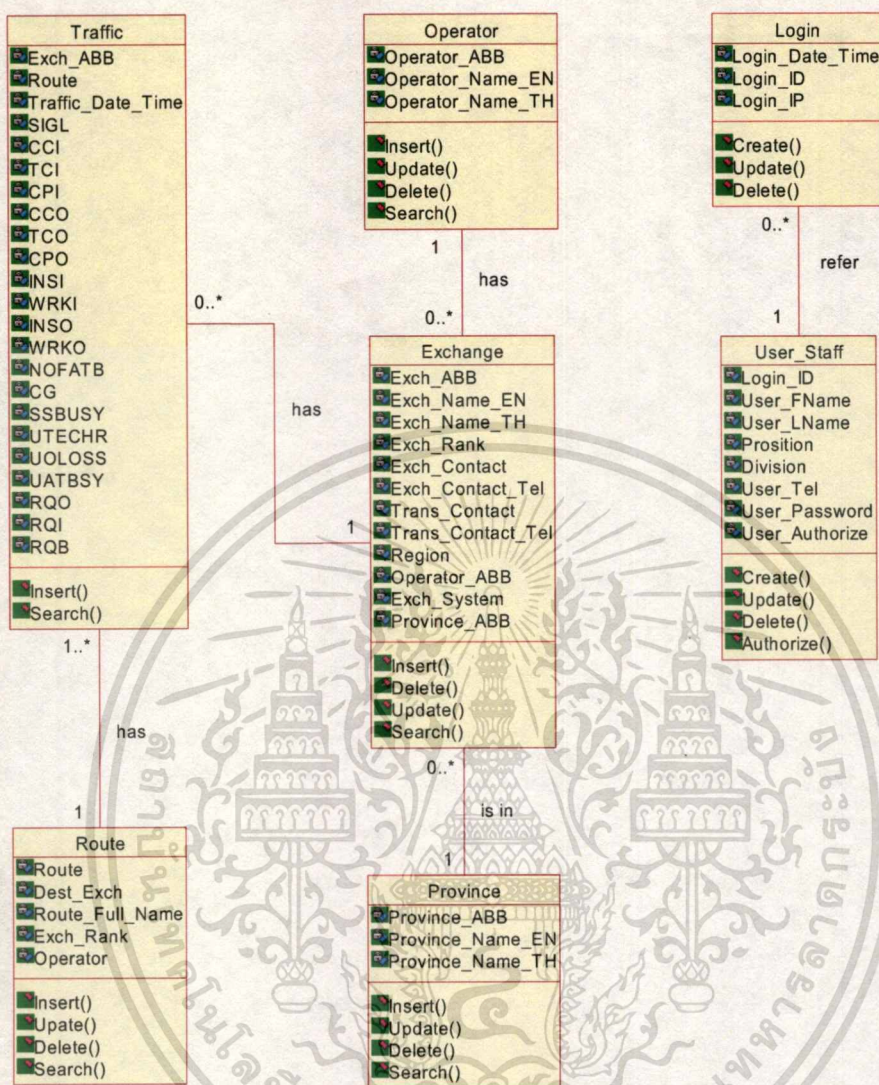 Traffic
Exch_ABB
Route
Traffic_Date_Time
SIGL
CCI
TCI
CPI
CCO
TCO
CPO
INSI
WRKI
INSO
WRKO
NOFATB
CG
SSBUSY
UTECHR
UOLOSS
UATBSY
RQO
RQI
RQB
Insert()
Search()
1..*
has
1
Route
Route
Dest_Exch
Route_Full_Name
Exch_Rank
Operator
Insert()
Upate()
Delete()
Search()
0..*
has
1
Operator
Operator_ABB
Operator_Name_EN
Operator_Name_TH
Insert()
Update()
Delete()
Search()
1
has
0..*
Exchange
Exch_ABB
Exch_Name_EN
Exch_Name_TH
Exch_Rank
Exch_Contact
Exch_Contact_Tel
Trans_Contact
Trans_Contact_Tel
Region
Operator_ABB
Exch_System
Province_ABB
Insert()
Delete()
Update()
Search()
0..*
is in
1
Province
Province_ABB
Province_Name_EN
Province_Name_TH
Insert()
Update()
Delete()
Search()
Login
Login_Date_Time
Login_ID
Login_IP
Create()
Update()
Delete()
0..*
refer
1
User_Staff
Login_ID
User_FName
User_LName
Prosition
Division
User_Tel
User_Password
User_Authorize
Create()
Update()
Delete()
Authorize()